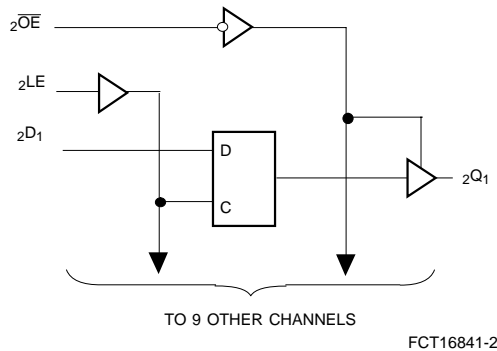 2OE
2LE
2D1
D
C
2Q1
TO 9 OTHER CHANNELS
FCT16841-2